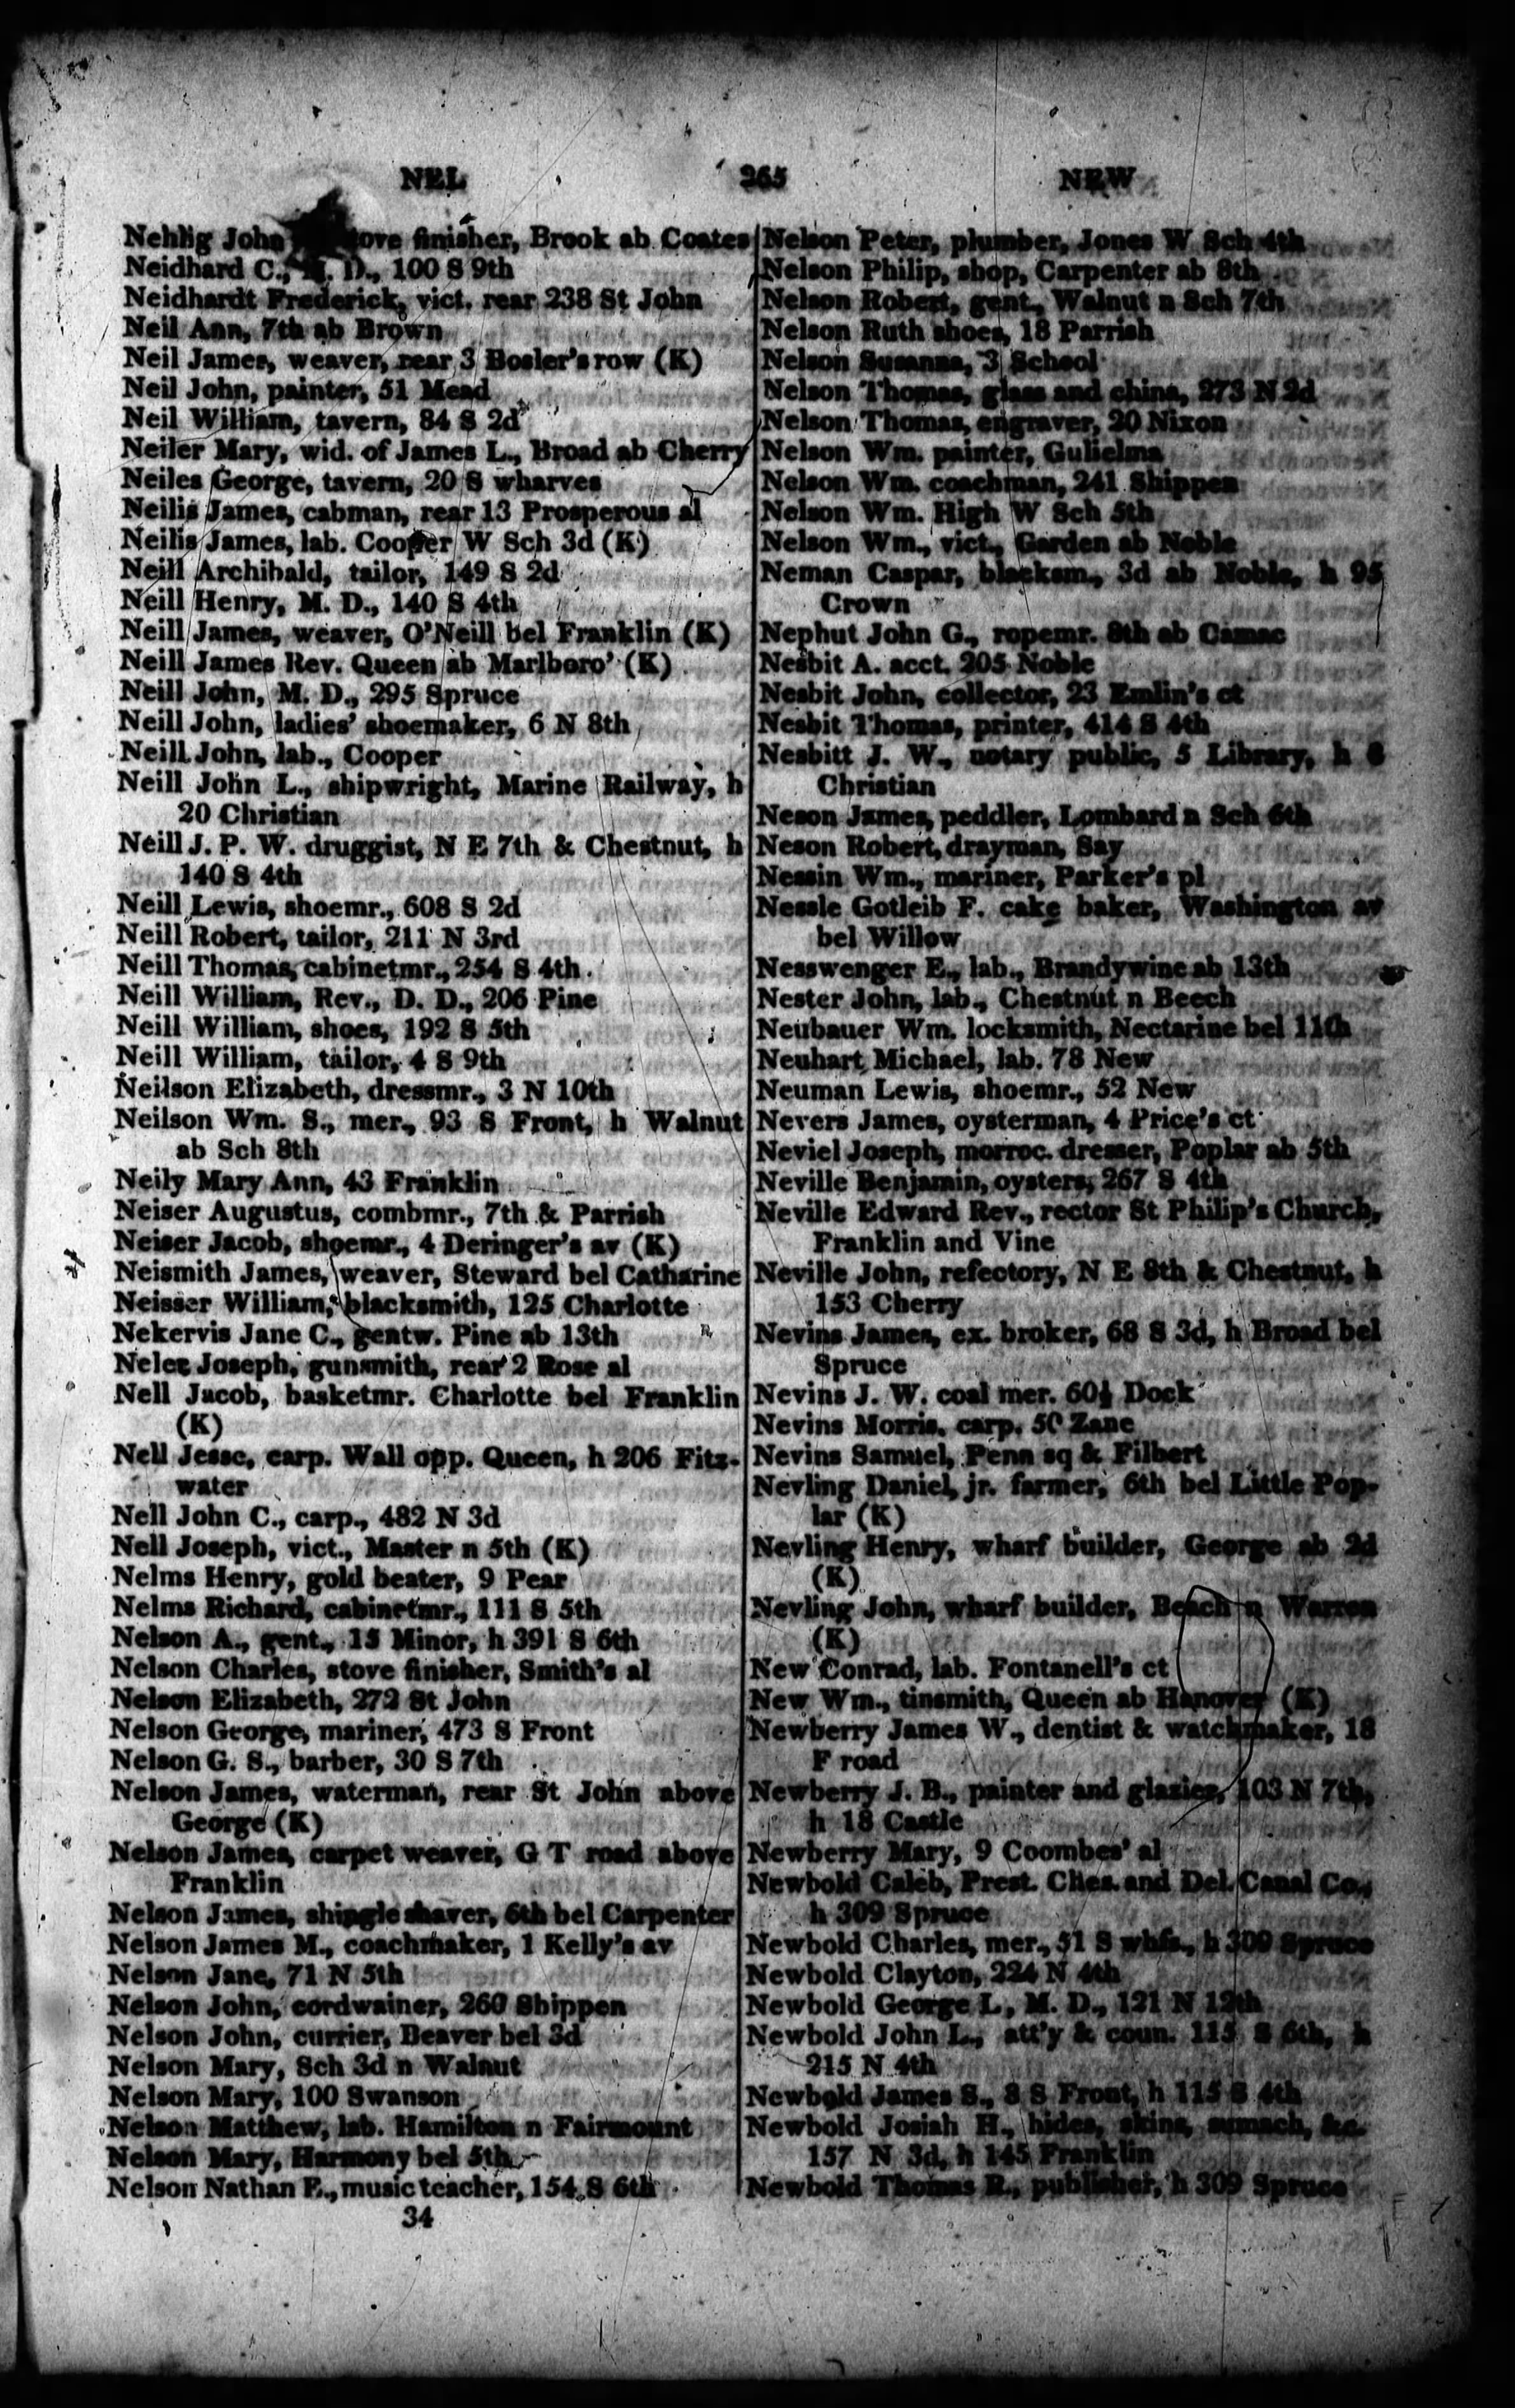 NEL 265 NEW
Nehlig John ove finisher, Brook ab Coates
Neidhard C., M. D., 100 S 9th
Neidhardt Frederick, vict. rear 238 St John
Neil Ann, 7th ab Brown
Neil James, weaver, rear 3 Bosler's row (K)
Neil John, painter, 51 Mead
Neil William, tavern, 84 S 2d
Neiler Mary, wid. of James L., Broad ab Cherry
Neiles George, tavern, 20 S wharves
Neilis James, cabman, rear 13 Prosperous al
Neilis James, lab. Cooper W Sch 3d (K)
Neill Archibald, tailor, 149 S 2d
Neill Henry, M. D., 140 S 4th
Neill James, weaver, O'Neill bel Franklin (K)
Neill James Rev. Queen ab Marlboro' (K)
Neill John, M. D., 295 Spruce
Neill John, ladies' shoemaker, 6 N 8th
Neill John, lab., Cooper
Neill John L., shipwright, Marine Railway, h
20 Christian
Neill J. P. W. druggist, N E 7th & Chestnut, h
140 S 4th
Neill Lewis, shoemr., 608 S 2d
Neill Robert, tailor, 211 N 3rd
Neill Thomas, cabinetmr., 254 S 4th
Neill William, Rev., D. D., 206 Pine
Neill William, shoes, 192 S 5th
Neill William, tailor, 4 S 9th
Neilson Elizabeth, dressmr., 3 N 10th
Neilson Wm. S., mer., 93 S Front, h Walnut
ab Sch 8th
Neily Mary Ann, 43 Franklin
Neiser Augustus, combmr., 7th & Parrish
Neiser Jacob, shoemr., 4 Deringer's av (K)
Neismith James, weaver, Steward bel Catharine
Neisser William, blacksmith, 125 Charlotte
Nekervis Jane C., gentw. Pine ab 13th
Joseph, gunsmith, rear 2 Rose al
Nell Jacob, basketmr. Charlotte bel Franklin
(K)
Nell Jesse, carp. Wall opp. Queen, h 206 Fitz-
water
Nell John C., carp., 482 N 3d
Nell Joseph, vict., Master n 5th (K)
Nelms Henry, gold beater, 9 Pear
Nelms Richard, cabinetmr., 111 S 5th
Nelson A., gent., 15 Minor, h 391 S 6th
Nelson Charles, stove finisher, Smith's al
Nelson Elizabeth, 272 St John
Nelson George, mariner, 473 S Front
Nelson G. S., barber, 30 S 7th
Nelson James, waterman, rear St John above
George (K)
Nelson James, carpet weaver, G T road above
Franklin
Nelson James, shingle shaver, 6th bel Carpenter
Nelson James M., coachmaker, 1 Kelly's av
Nelson Jane, 71 N 5th
Nelson John, cordwainer, 260 Shippen
Nelson John, currier, Beaver bel 3d
Nelson Mary, Sch 3d n Walnut
Nelson Mary, 100 Swanson
Nelson Matthew, lab. Hamilton n Fairmount
Nelson Mary, Harmony bel 5th
Nelson Nathan E., music teacher, 154 S 6th
34
Nelson Peter, plumber, Jones W Sch 4th
Nelson Philip, shop, Carpenter ab 8th
Nelson Robert, gent., Walnut n Sch 7th
Nelson Ruth shoes, 18 Parrish
Nelson Susanna, 3 School
Nelson Thomas, glass and china, 273 N 2d
Nelson Thomas, engraver, 20 Nixon
Nelson Wm. painter, Gulielma
Nelson Wm. coachman, 241 Shippen
Nelson Wm. High W Sch 5th
Nelson Wm., vict., Garden ab Noble
Neman Caspar, blacksm., 3d ab Noble, h 95
Crown
Nephut John G., ropemr. 8th ab Camac
Nesbit A. acct. 205 Noble
Nesbit John, collector, 23 Emlin's ct
Nesbit Thomas, printer, 414 S 4th
Nesbitt J. W., notary public, 5 Library, h 8
Christian
Neson James, peddler, Lombard n Sch 6th
Neson Robert, drayman, Say
Nessin Wm., mariner, Parker's pl
Nessle Gotleib F. cake baker, Washington av
bel Willow
Nesswenger E., lab., Brandywine ab 13th
Nester John, lab., Chestnut n Beech
Neubauer Wm. locksmith, Nectarine bel 11th
Neuhart Michael, lab. 78 New
Neuman Lewis, shoemr., 52 New
Nevers James, oysterman, 4 Price's ct
Neviel Joseph, morroc. dresser, Poplar ab 5th
Neville Benjamin, oysters, 267 S 4th
Neville Edward Rev., rector St Philip's Church,
Franklin and Vine
Neville John, refectory, N E 8th & Chestnut, h
153 Cherry
Nevins James, ex. broker, 68 S 3d, h Broad bel
Spruce
Nevins J. W. coal mer. 60½ Dock
Nevins Morris, carp. 50 Zane
Nevins Samuel, Penn sq & Filbert
Nevling Daniel, jr. farmer, 6th bel Little Pop-
lar (K)
Nevling Henry, wharf builder, George ab 2d
(K)
Nevling John, wharf builder, Beach n Warren
(K)
New Conrad, lab. Fontanell's ct
New Wm., tinsmith, Queen ab Hanover (K)
Newberry James W., dentist & watchmaker, 18
F road
Newberry J. B., painter and glazier, 103 N 7th,
h 18 Castle
Newberry Mary, 9 Coombes' al
Newbold Caleb, Prest. Ches. and Del. Canal Co.,
h 309 Spruce
Newbold Charles, mer., 51 S whfs., h 309 Spruce
Newbold Clayton, 224 N 4th
Newbold George L., M. D., 121 N 12th
Newbold John L., att'y & coun. 115 S 6th, h
215 N 4th
Newbold James S., 8 S Front, h 115 S 4th
Newbold Josiah H., hides, skins, sumach, &c.
157 N 3d, h 145 Franklin
Newbold Thomas R., publisher, h 309 Spruce